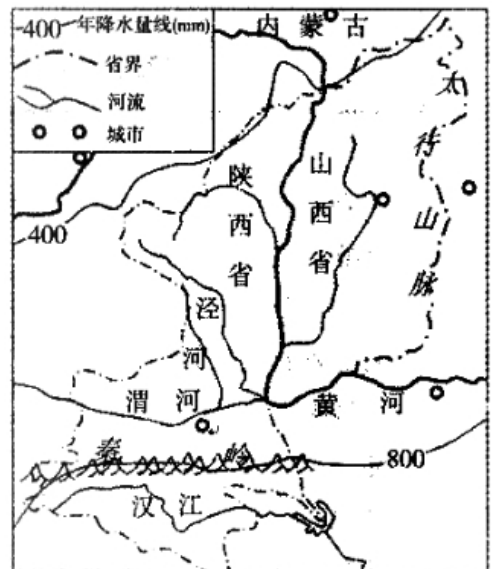 —400—年降水量线(mm)
省界
河流
城市
内蒙古
太行山脉
陕西省
山西省
400
泾河
渭河
黄河
秦岭
800
汉江